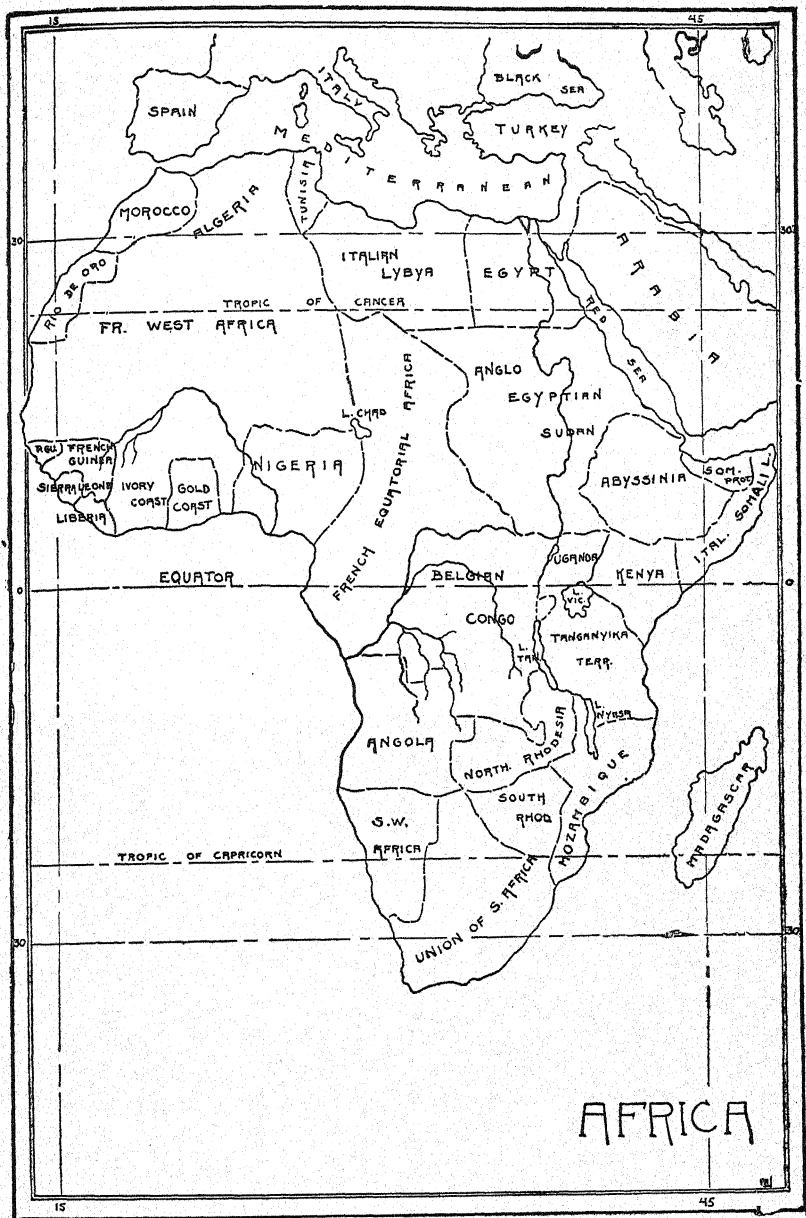 15
45
BLACK
SEA
ITALY
SPAIN
TURKEY
MEDITERRANEAN
TUNISIA
ALGERIA
MOROCCO
30
30
ARABIA
ITALIAN
LYBYA
EGYPT
RIO DE ORO
TROPIC OF CANCER
RED SEA
FR. WEST AFRICA
ANGLO
EGYPTIAN
SUDAN
L. CHAD
FRENCH EQUATORIAL AFRICA
FRENCH
GUINEA
NIGERIA
SOM.
PROT.
ABYSSINIA
SIERRA LEONE
IVORY
COAST
GOLD
COAST
LIBERIA
ITAL. SOMALI L.
UGANDA
EQUATOR
BELGIAN
CONGO
KENYA
0
0
L.
VIC.
TANGANYIKA
TERR.
L.
TAN.
L.
NYASA
ANGOLA
NORTH. RHODESIA
MOZAMBIQUE
SOUTH
RHOD.
S.W.
AFRICA
MADAGASCAR
TROPIC OF CAPRICORN
UNION OF S. AFRICA
30
30
AFRICA
15
45